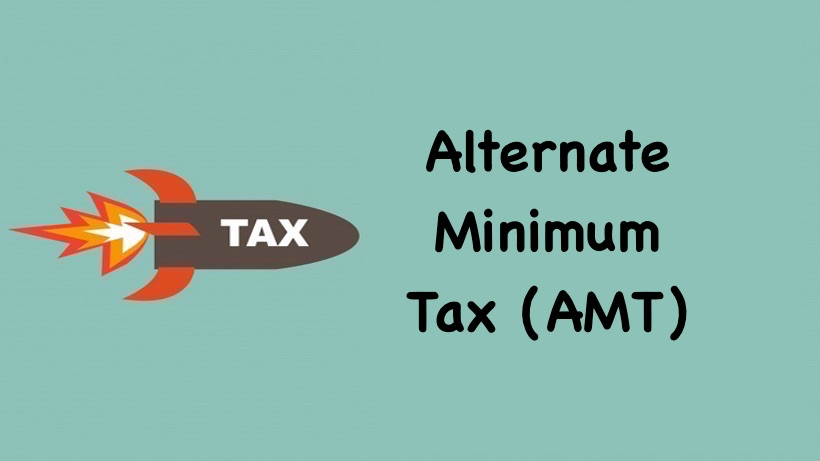 TAX
Alternate
Minimum
Tax (AMT)